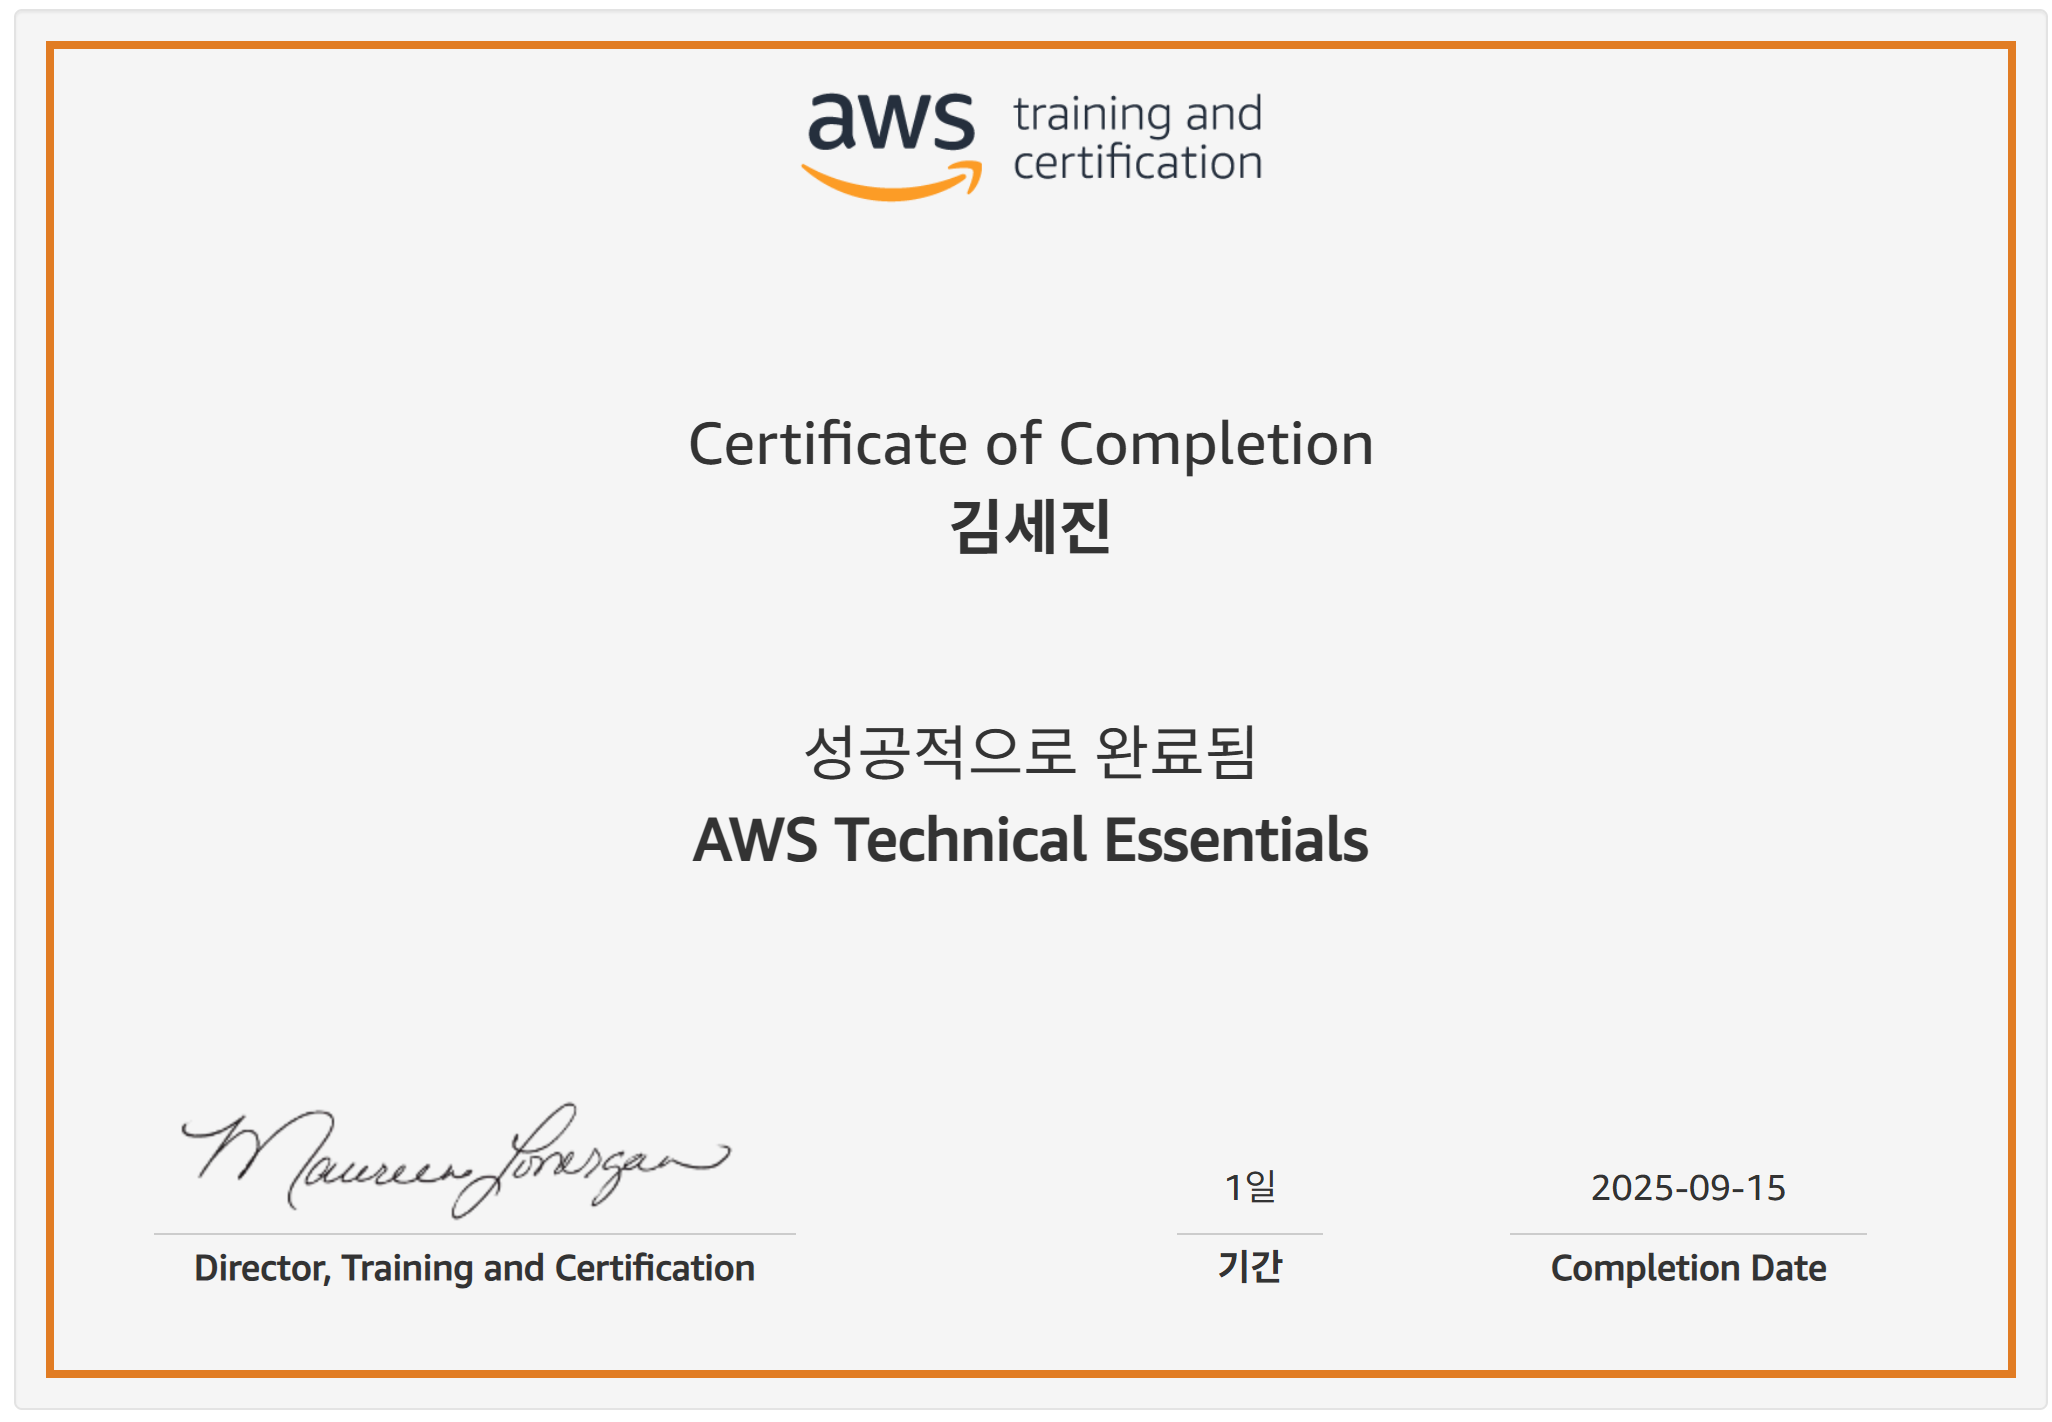 aws training and
certification
Certificate of Completion
김세진
성공적으로 완료됨
AWS Technical Essentials
Maureen Lonergan
1일
2025-09-15
Director, Training and Certification
기간
Completion Date